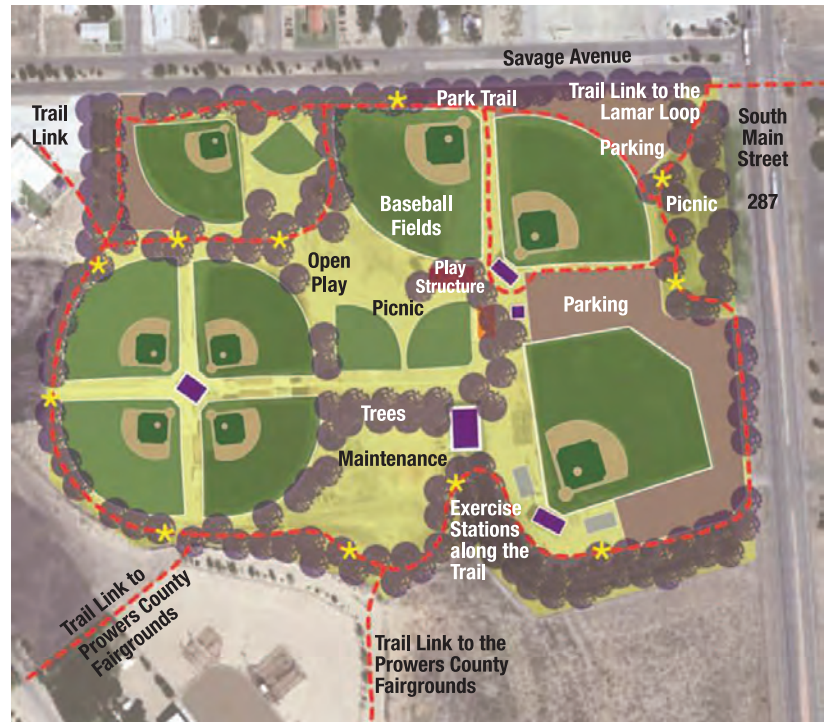 Savage Avenue
Trail
Link
Park Trail
Trail Link to the
Lamar Loop
South
Main
Street
287
Parking
Picnic
Baseball
Fields
Open
Play
Play
Structure
Picnic
Parking
Trees
Maintenance
Exercise
Stations
along the
Trail
Trail Link to
Prowers County
Fairgrounds
Trail Link to the
Prowers County
Fairgrounds